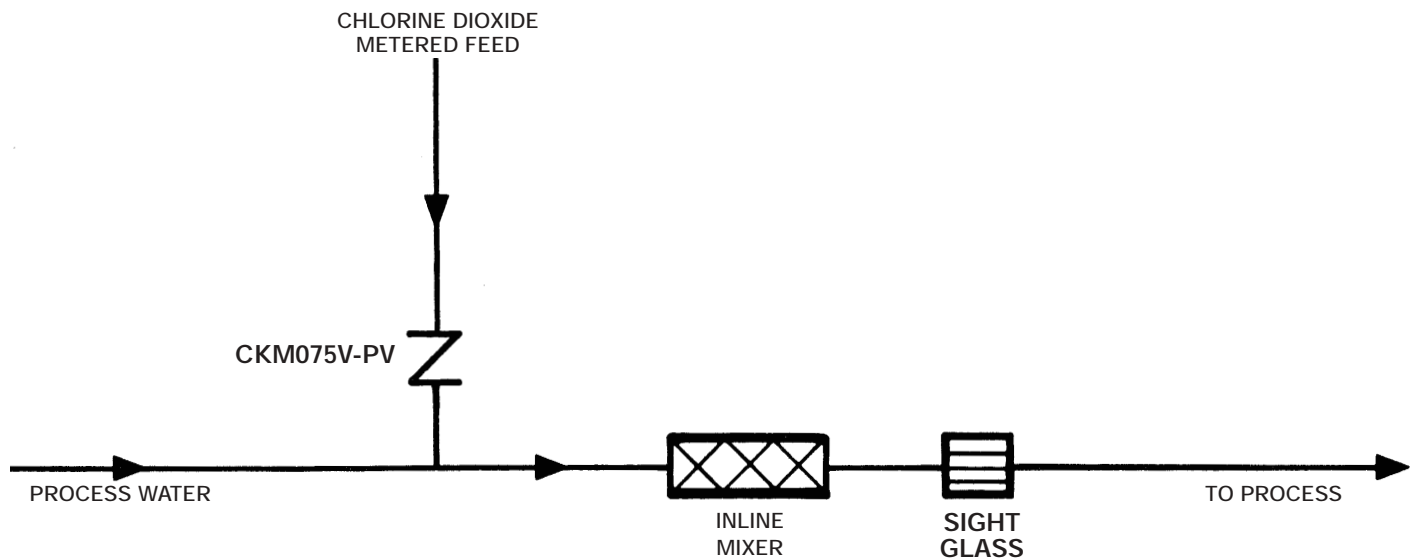 CHLORINE DIOXIDE
METERED FEED
CKM075V-PV
PROCESS WATER
INLINE
MIXER
SIGHT
GLASS
TO PROCESS